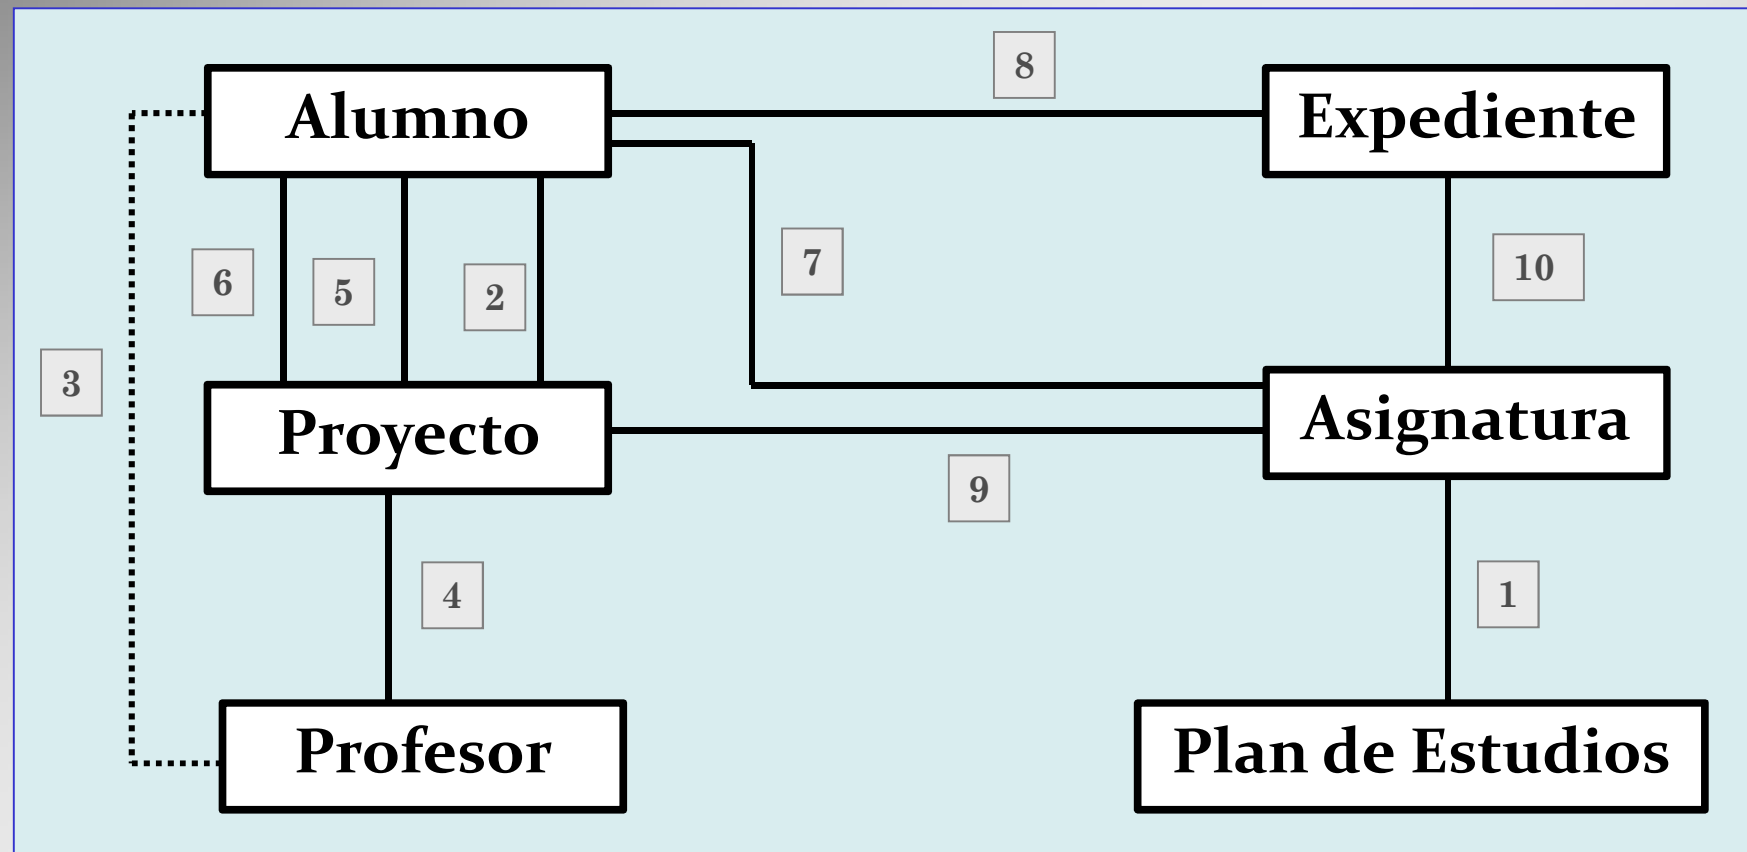 8
Alumno
Expediente
7
10
6
5
2
3
Proyecto
Asignatura
9
4
1
Profesor
Plan de Estudios